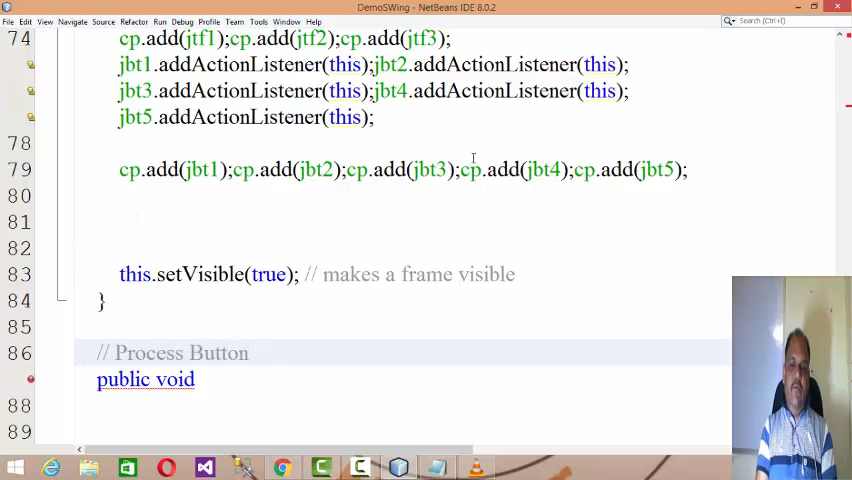 DemoSWing - NetBeans IDE 8.0.2
File Edit View Navigate Source Refactor Run Debug Profile Team Tools Window Help
Search (Ctrl+I)
74 cp.add(jtf1);cp.add(jtf2);cp.add(jtf3);
jbt1.addActionListener(this);jbt2.addActionListener(this);
jbt3.addActionListener(this);jbt4.addActionListener(this);
jbt5.addActionListener(this);
78
79 cp.add(jbt1);cp.add(jbt2);cp.add(jbt3);cp.add(jbt4);cp.add(jbt5);
80
81
82
83 this.setVisible(true); // makes a frame visible
84 }
85
86 // Process Button
public void
88
89